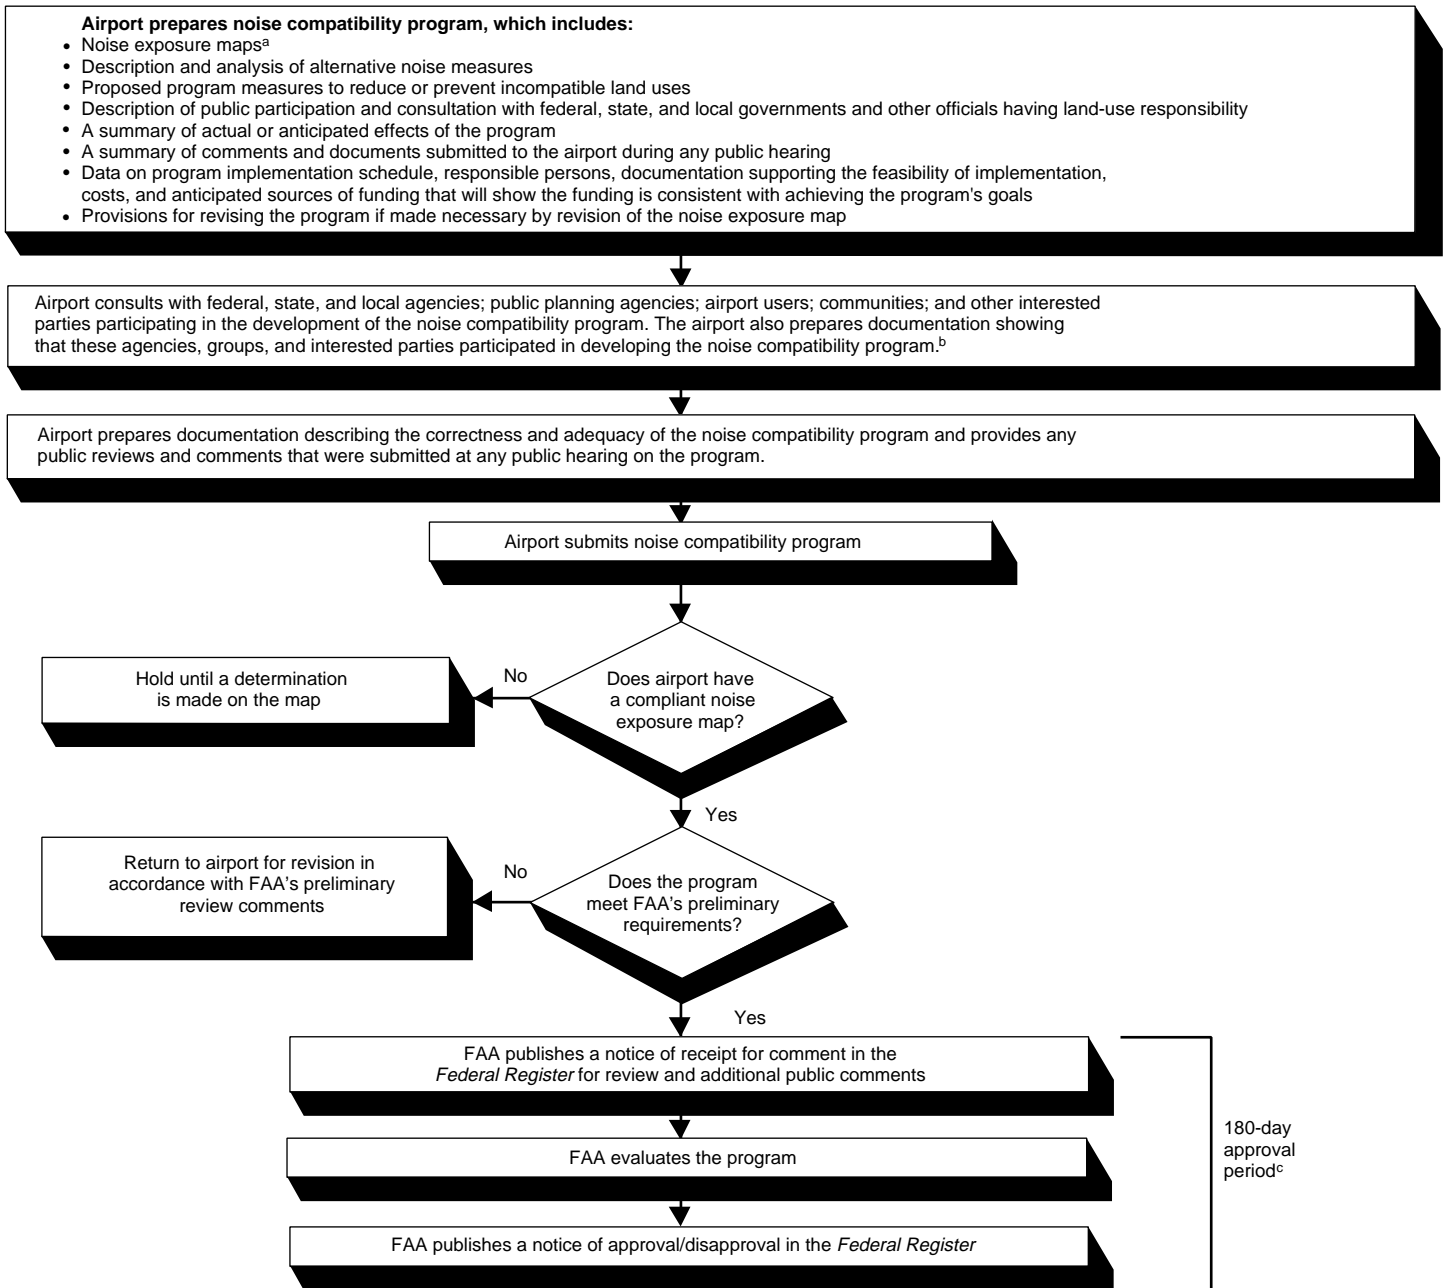 Airport prepares noise compatibility program, which includes:
• Noise exposure mapsᵃ
• Description and analysis of alternative noise measures
• Proposed program measures to reduce or prevent incompatible land uses
• Description of public participation and consultation with federal, state, and local governments and other officials having land-use responsibility
• A summary of actual or anticipated effects of the program
• A summary of comments and documents submitted to the airport during any public hearing
• Data on program implementation schedule, responsible persons, documentation supporting the feasibility of implementation,
costs, and anticipated sources of funding that will show the funding is consistent with achieving the program's goals
• Provisions for revising the program if made necessary by revision of the noise exposure map
Airport consults with federal, state, and local agencies; public planning agencies; airport users; communities; and other interested
parties participating in the development of the noise compatibility program. The airport also prepares documentation showing
that these agencies, groups, and interested parties participated in developing the noise compatibility program.ᵇ
Airport prepares documentation describing the correctness and adequacy of the noise compatibility program and provides any
public reviews and comments that were submitted at any public hearing on the program.
Airport submits noise compatibility program
Does airport have
a compliant noise
exposure map?
No
Hold until a determination
is made on the map
Yes
Does the program
meet FAA’s preliminary
requirements?
No
Return to airport for revision in
accordance with FAA’s preliminary
review comments
Yes
FAA publishes a notice of receipt for comment in the
Federal Register for review and additional public comments
FAA evaluates the program
FAA publishes a notice of approval/disapproval in the Federal Register
180-day
approval
periodᶜ